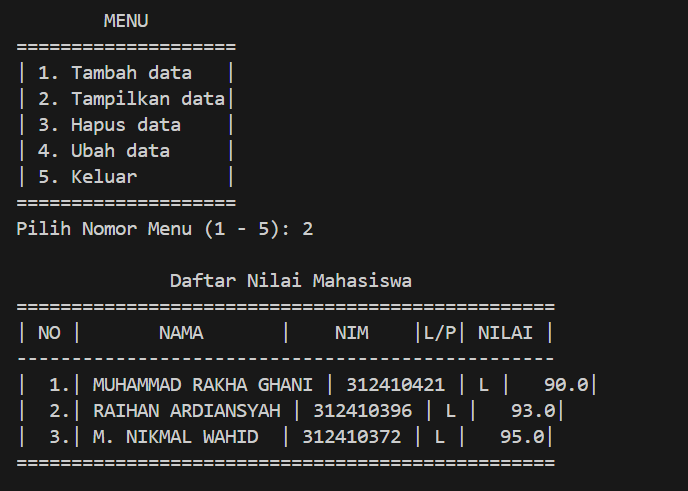 MENU
====================
| 1. Tambah data   |
| 2. Tampilkan data|
| 3. Hapus data    |
| 4. Ubah data     |
| 5. Keluar        |
====================
Pilih Nomor Menu (1 - 5): 2
Daftar Nilai Mahasiswa
=================================================
| NO |       NAMA       |    NIM    |L/P| NILAI |
-------------------------------------------------
|  1.| MUHAMMAD RAKHA GHANI | 312410421 | L |   90.0|
|  2.| RAIHAN ARDIANSYAH | 312410396 | L |   93.0|
|  3.| M. NIKMAL WAHID  | 312410372 | L |   95.0|
=================================================